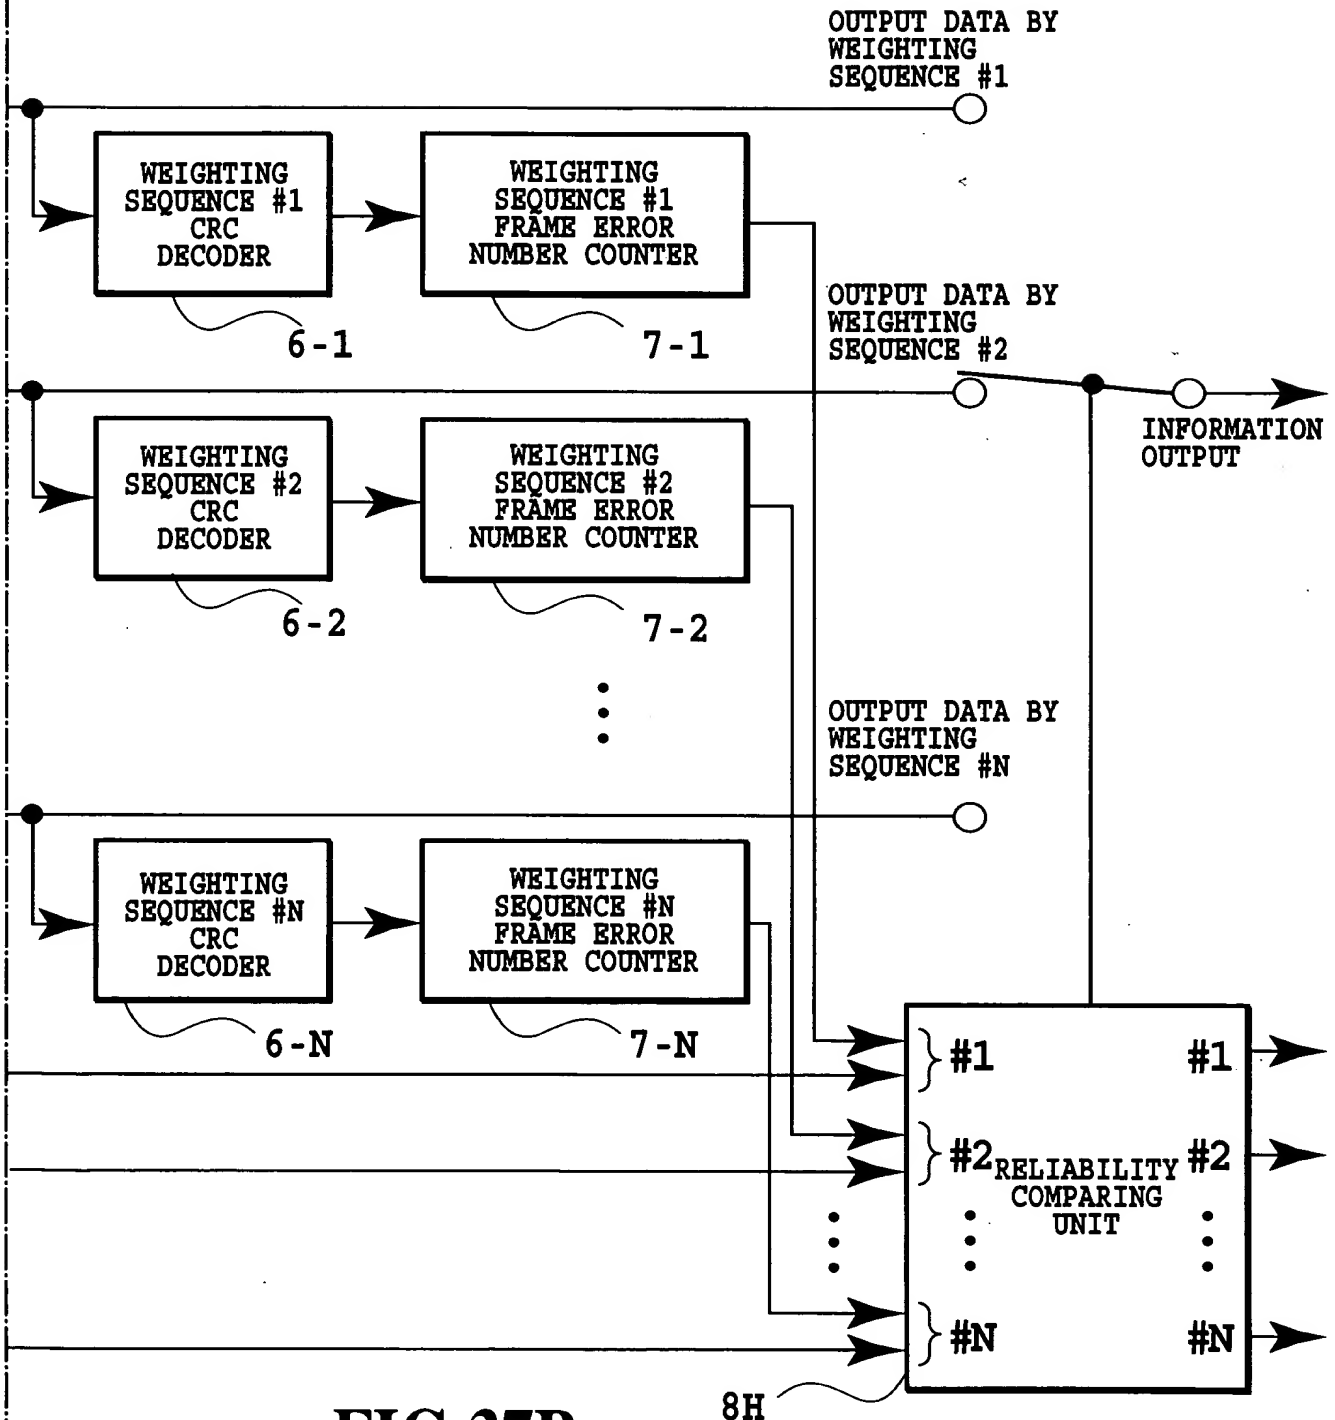 OUTPUT DATA BY
WEIGHTING
SEQUENCE #1
WEIGHTING
SEQUENCE #1
CRC
DECODER
WEIGHTING
SEQUENCE #1
FRAME ERROR
NUMBER COUNTER
6-1
7-1
OUTPUT DATA BY
WEIGHTING
SEQUENCE #2
INFORMATION
OUTPUT
WEIGHTING
SEQUENCE #2
CRC
DECODER
WEIGHTING
SEQUENCE #2
FRAME ERROR
NUMBER COUNTER
6-2
7-2
OUTPUT DATA BY
WEIGHTING
SEQUENCE #N
WEIGHTING
SEQUENCE #N
CRC
DECODER
WEIGHTING
SEQUENCE #N
FRAME ERROR
NUMBER COUNTER
6-N
7-N
#1
#1
#2
RELIABILITY
COMPARING
UNIT
#2
#N
#N
8H
FIG.27B